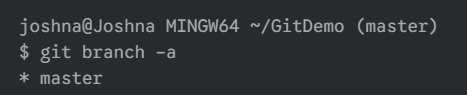 joshna@Joshna MINGW64 ~/GitDemo (master)
$ git branch -a
* master